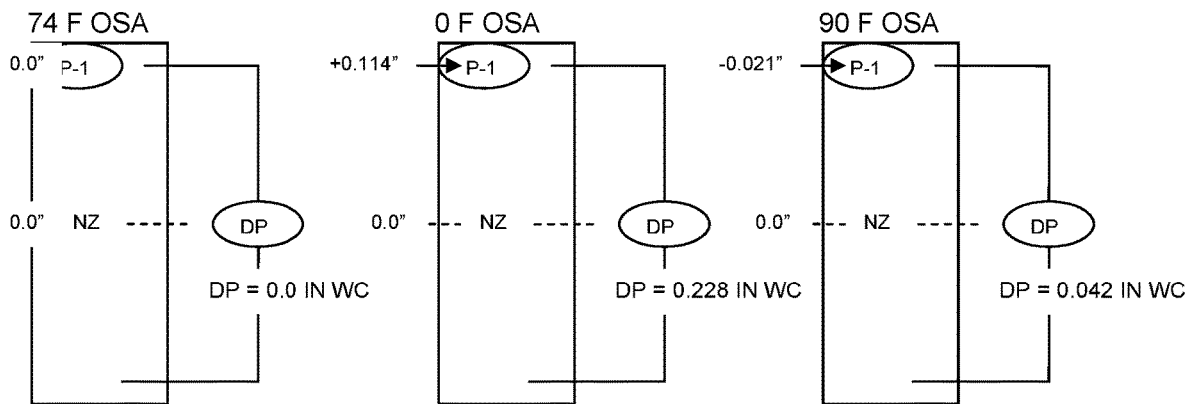 74 F OSA 0 F OSA 90 F OSA
0.0" P-1 +0.114" P-1 -0.021" P-1
0.0" NZ DP 0.0" NZ DP 0.0" NZ DP
DP = 0.0 IN WC DP = 0.228 IN WC DP = 0.042 IN WC